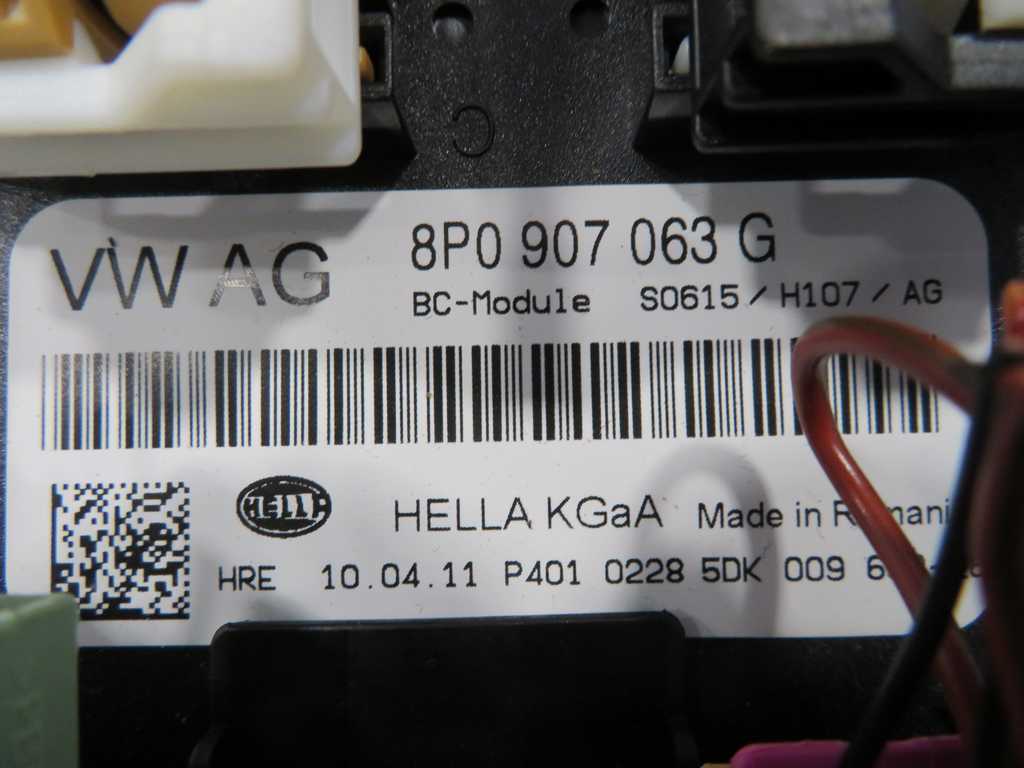 C
VW AG
8P0 907 063 G
BC-Module S0615 / H107 / AG
HELLA
HELLA KGaA Made in
HRE 10.04.11 P401 0228 5DK 009